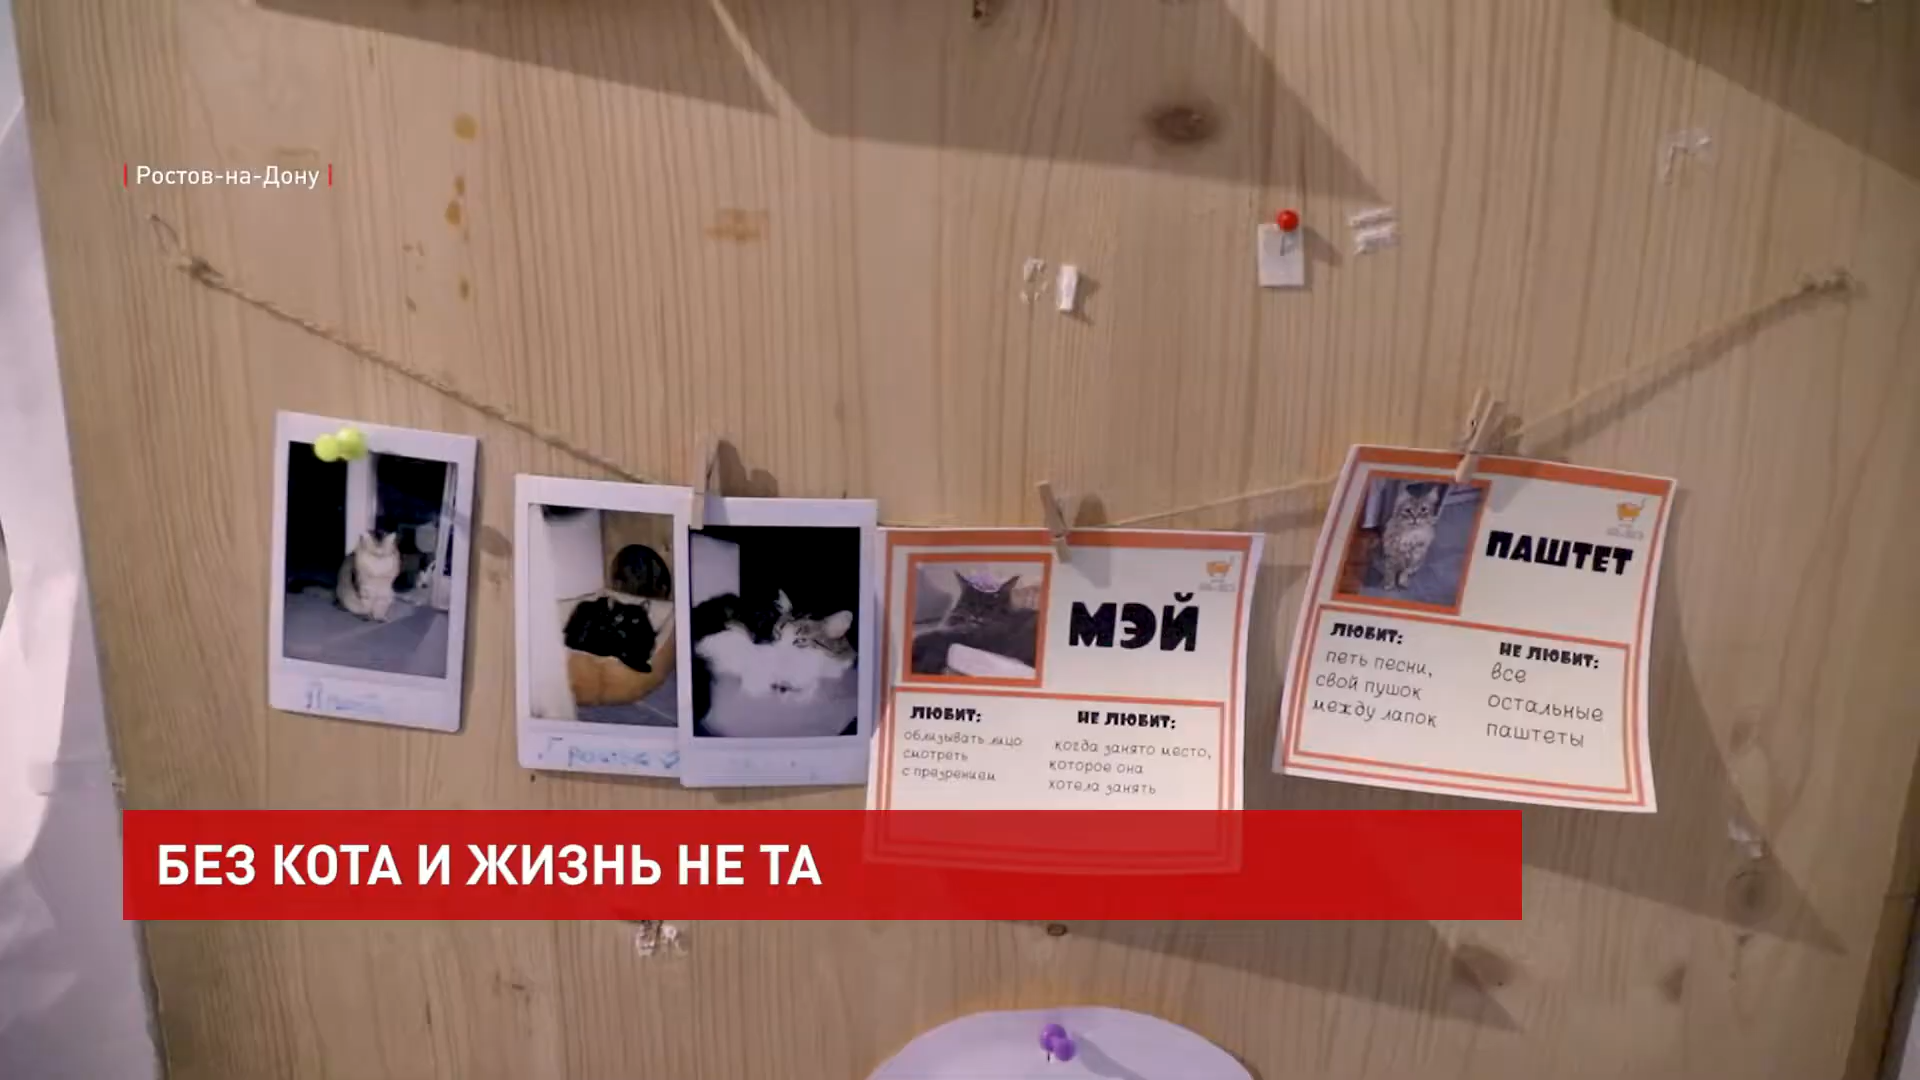 Ростов-на-Дону
МЭЙ
ЛЮБИТ:
облизывать лицо
смотреть
с презрением
НЕ ЛЮБИТ:
когда занято место,
которое она
хотела занять
ПАШТЕТ
ЛЮБИТ:
петь песни,
свой пушок
между лапок
НЕ ЛЮБИТ:
все
остальные
паштеты
БЕЗ КОТА И ЖИЗНЬ НЕ ТА